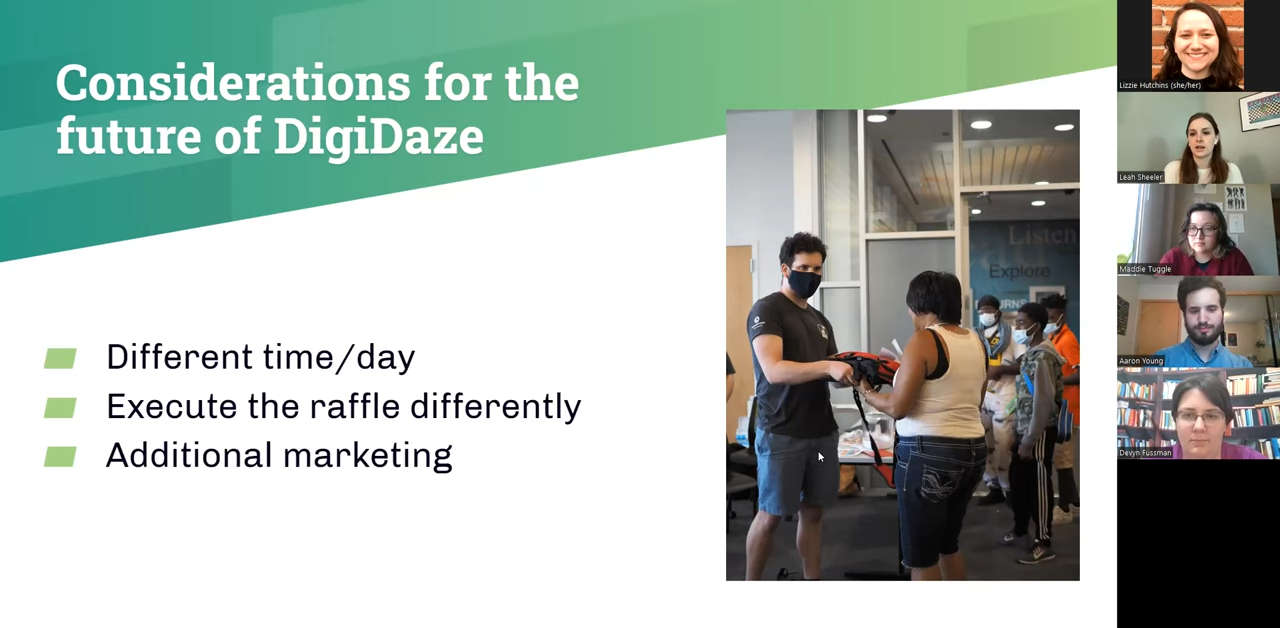 Considerations for the
future of DigiDaze
Different time/day
Execute the raffle differently
Additional marketing
Listen
Explore
Lizzie Hutchins (she/her)
Leah Sheeler
Maddie Tuggle
Aaron Young
Devyn Fussman